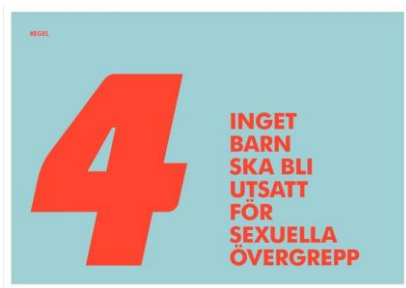 REGEL
4
INGET
BARN
SKA BLI
UTSATT
FÖR
SEXUELLA
ÖVERGREPP